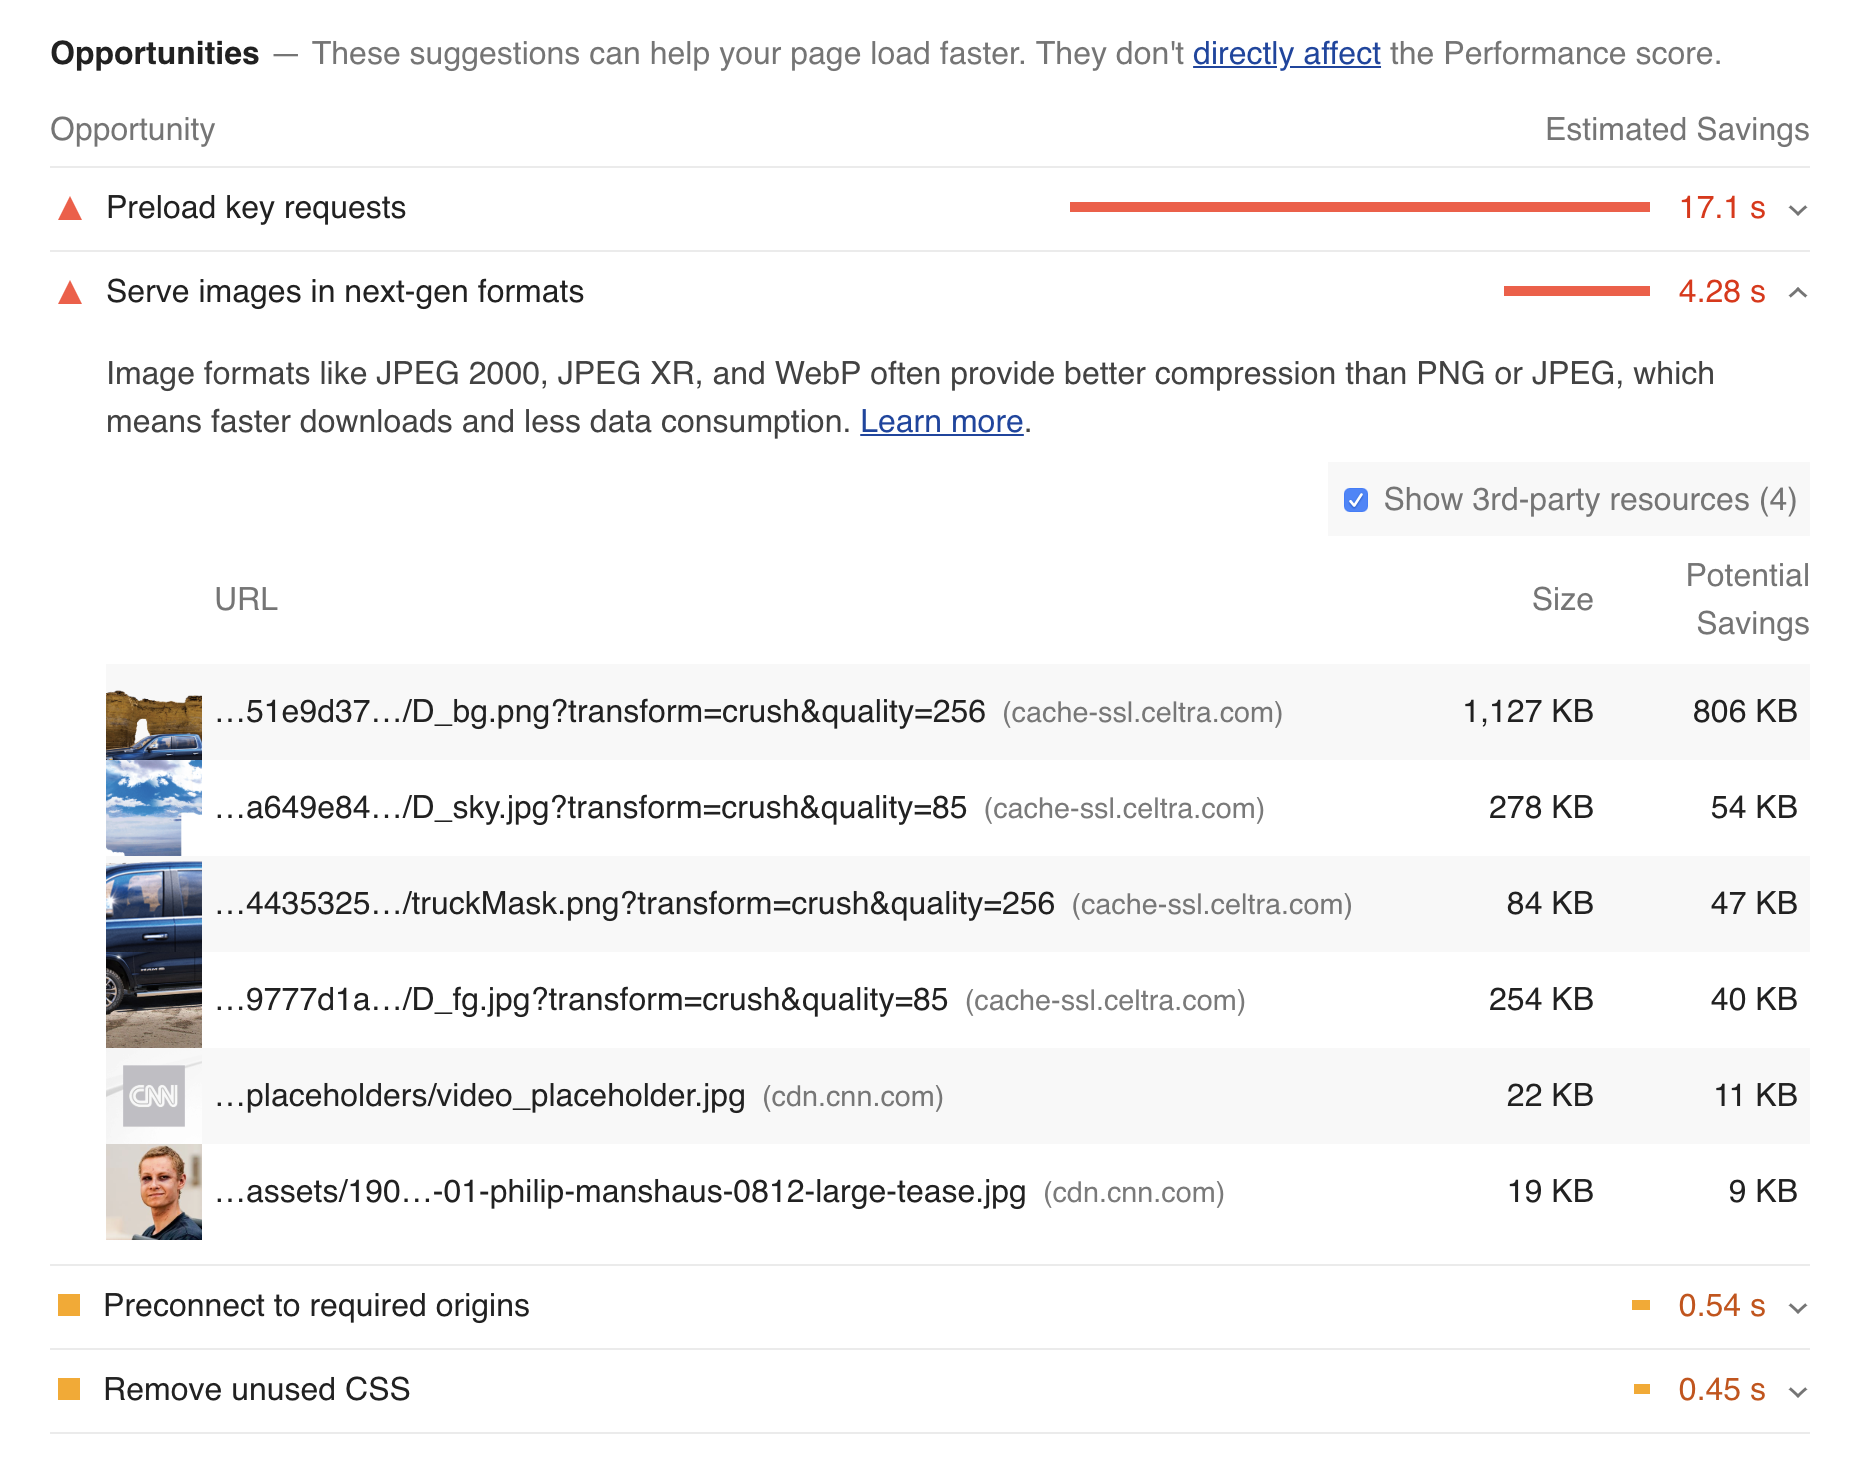 Opportunities — These suggestions can help your page load faster. They don't directly affect the Performance score.
Opportunity Estimated Savings
Preload key requests 17.1 s
Serve images in next-gen formats 4.28 s
Image formats like JPEG 2000, JPEG XR, and WebP often provide better compression than PNG or JPEG, which
means faster downloads and less data consumption. Learn more.
Show 3rd-party resources (4)
URL Size Potential Savings
…51e9d37…/D_bg.png?transform=crush&quality=256 (cache-ssl.celtra.com) 1,127 KB 806 KB
…a649e84…/D_sky.jpg?transform=crush&quality=85 (cache-ssl.celtra.com) 278 KB 54 KB
…4435325…/truckMask.png?transform=crush&quality=256 (cache-ssl.celtra.com) 84 KB 47 KB
…9777d1a…/D_fg.jpg?transform=crush&quality=85 (cache-ssl.celtra.com) 254 KB 40 KB
CNN …placeholders/video_placeholder.jpg (cdn.cnn.com) 22 KB 11 KB
…assets/190…-01-philip-manshaus-0812-large-tease.jpg (cdn.cnn.com) 19 KB 9 KB
Preconnect to required origins 0.54 s
Remove unused CSS 0.45 s